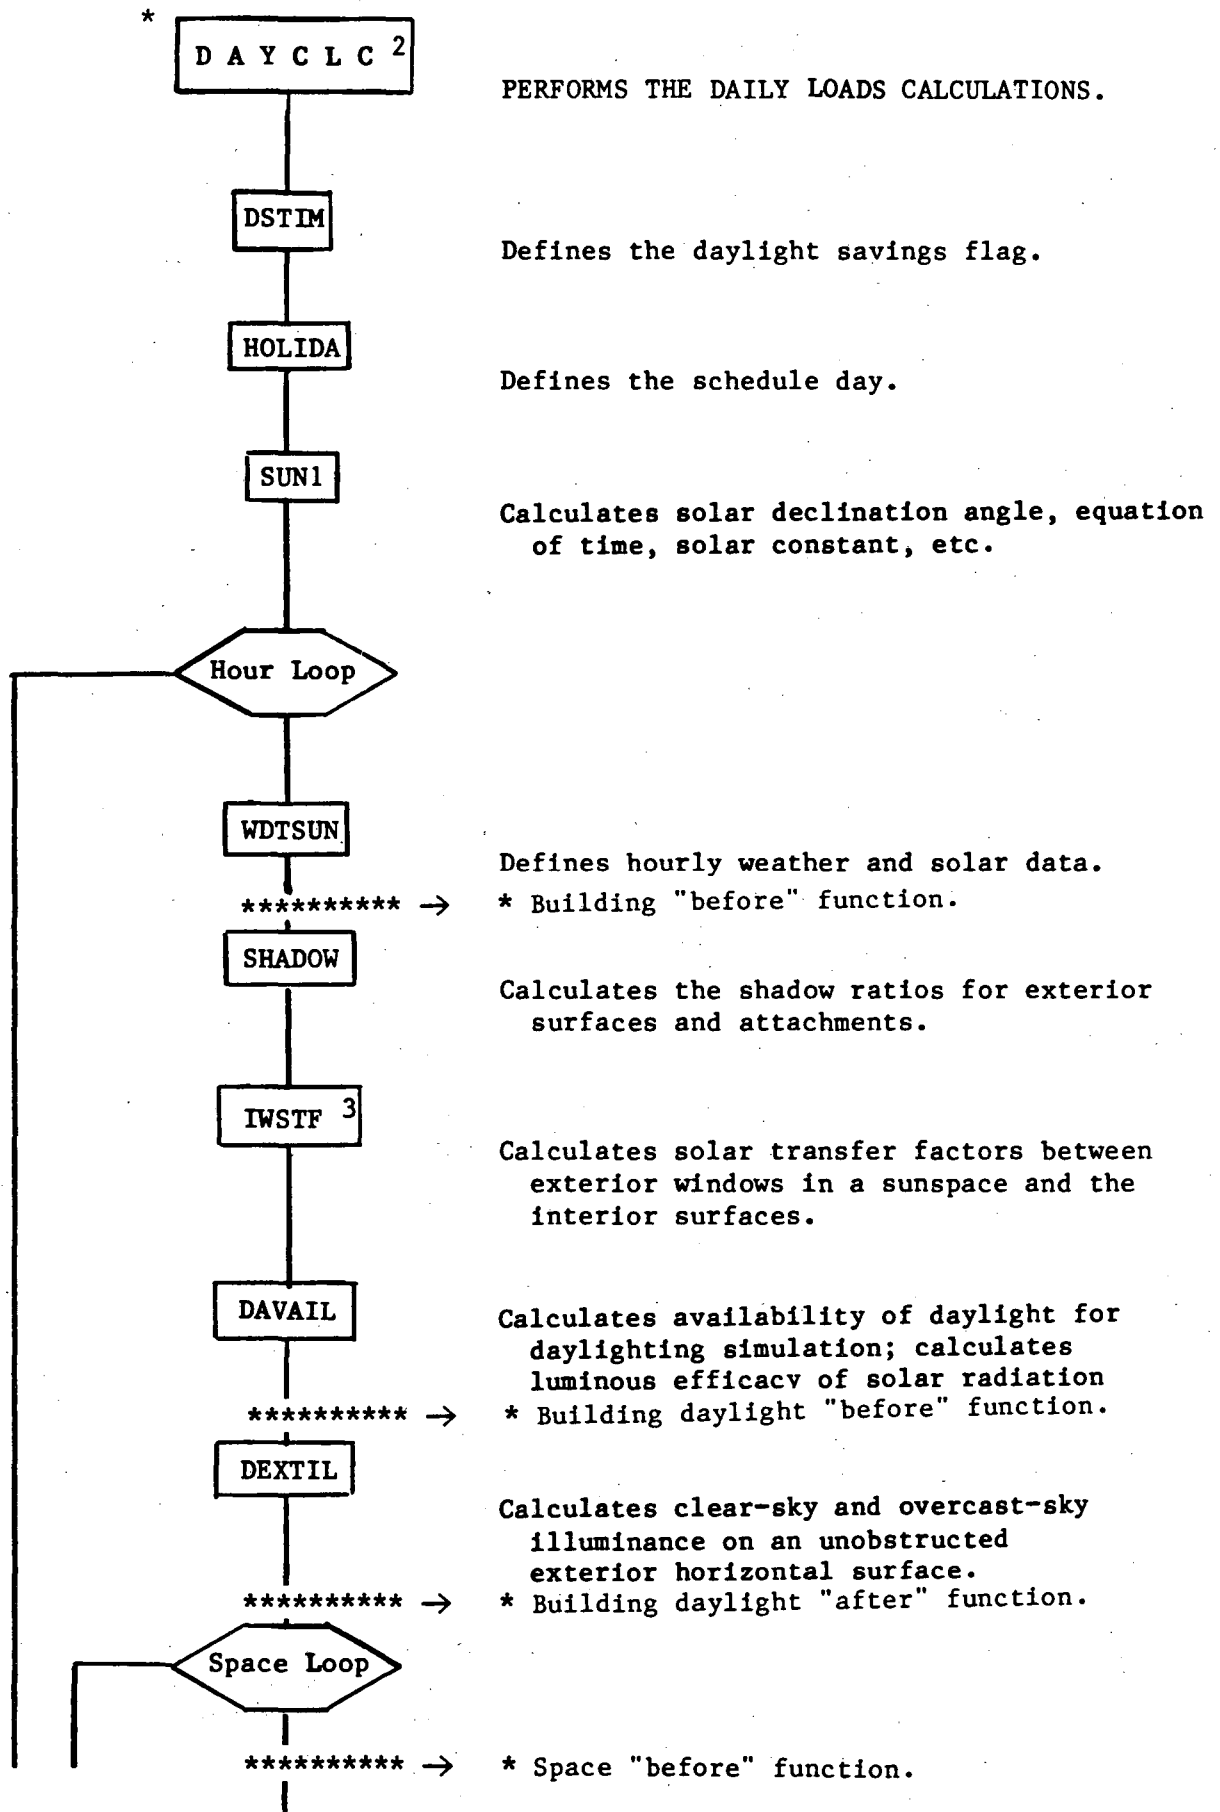 *
D A Y C L C 2
PERFORMS THE DAILY LOADS CALCULATIONS.
DSTIM
Defines the daylight savings flag.
HOLIDA
Defines the schedule day.
SUN1
Calculates solar declination angle, equation
of time, solar constant, etc.
Hour Loop
WDTSUN
Defines hourly weather and solar data.
********** → * Building "before" function.
SHADOW
Calculates the shadow ratios for exterior
surfaces and attachments.
IWSTF 3
Calculates solar transfer factors between
exterior windows in a sunspace and the
interior surfaces.
DAVAIL
Calculates availability of daylight for
daylighting simulation; calculates
luminous efficacy of solar radiation
********** → * Building daylight "before" function.
DEXTIL
Calculates clear-sky and overcast-sky
illuminance on an unobstructed
exterior horizontal surface.
********** → * Building daylight "after" function.
Space Loop
********** → * Space "before" function.